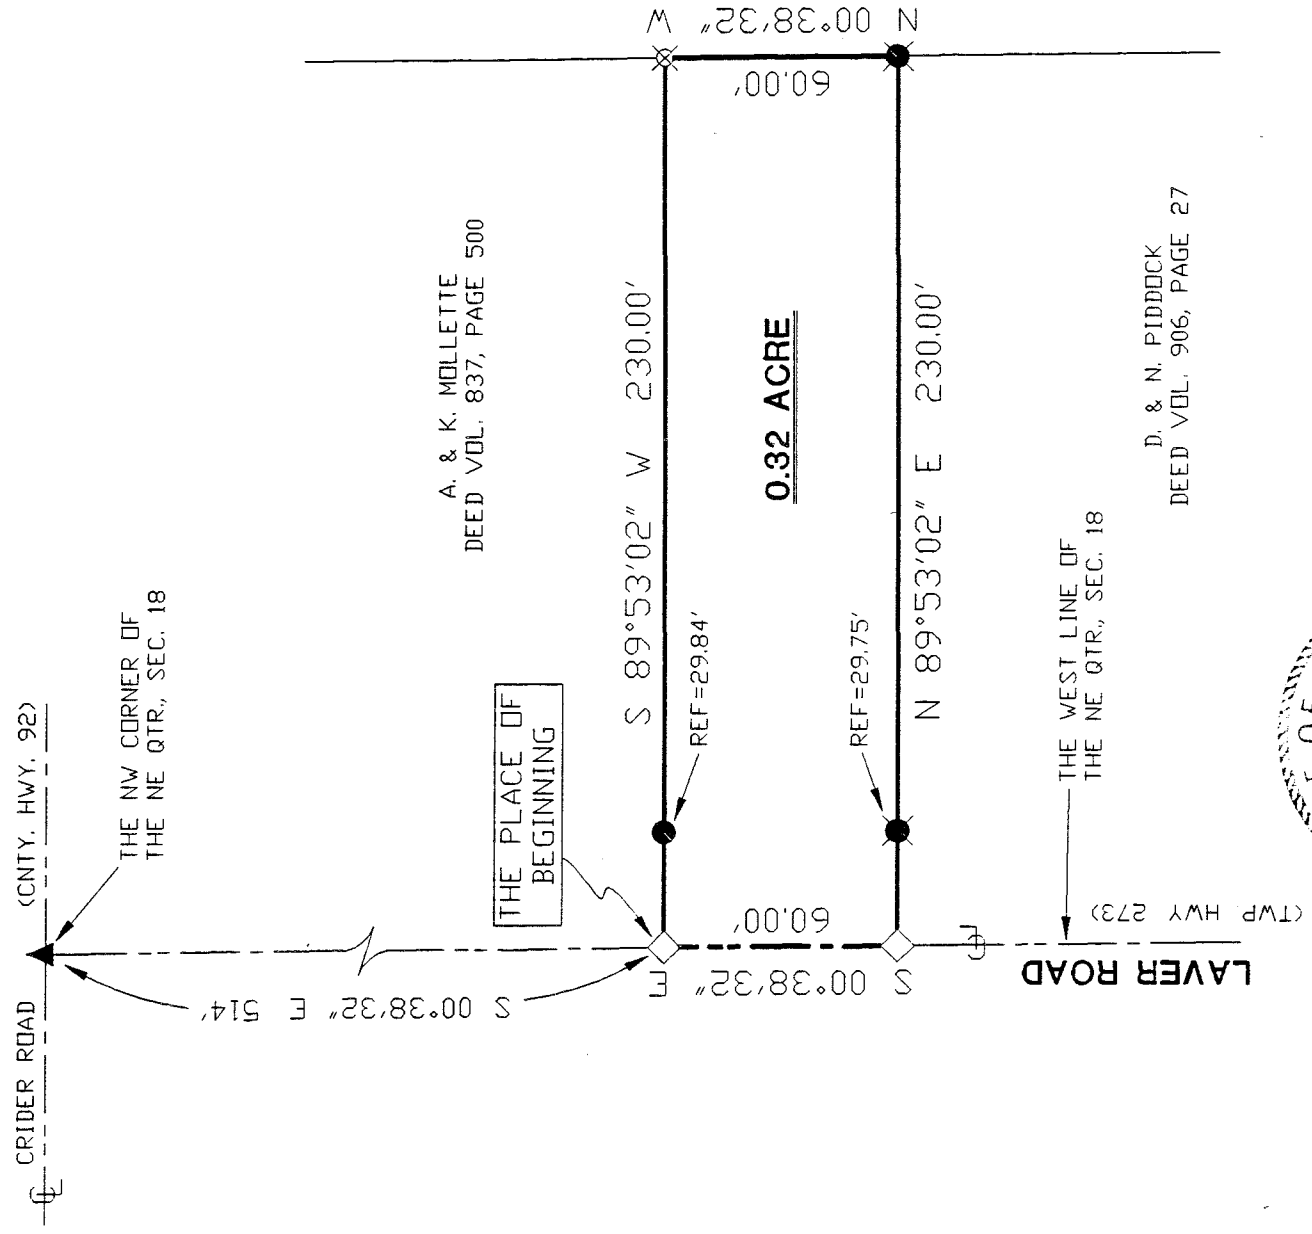 CRIDER ROAD (CNTY. HWY. 92)
THE NW CORNER OF
THE NE QTR., SEC. 18
S 00°38'32" E 514'
A. & K. MOLLETTE
DEED VOL. 837, PAGE 500
THE PLACE OF
BEGINNING
S 89°53'02" W 230.00'
REF=29.84'
N 00°38'32" W
60.00'
0.32 ACRE
60.00'
S 00°38'32" E
REF=29.75'
N 89°53'02" E 230.00'
THE WEST LINE OF
THE NE QTR., SEC. 18
D. & N. PIDDOCK
DEED VOL. 906, PAGE 27
LAVER ROAD
(TWP. HWY 273)